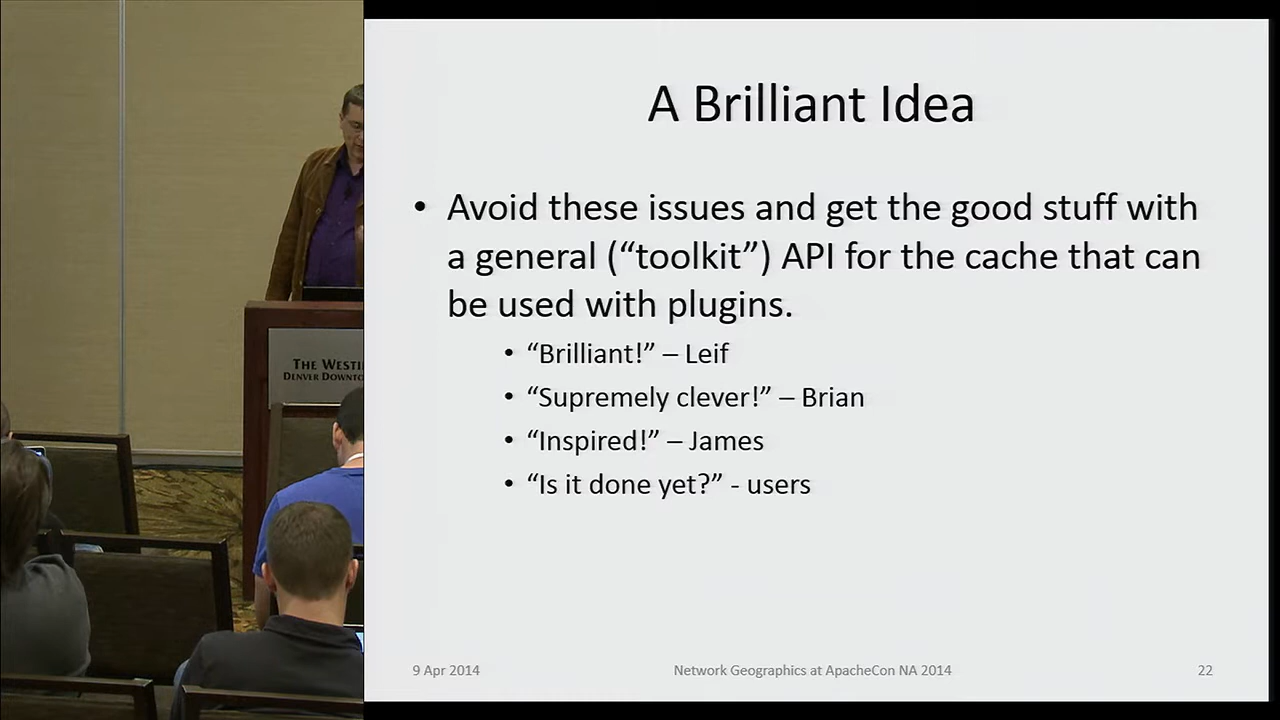 A Brilliant Idea
• Avoid these issues and get the good stuff with
a general (“toolkit”) API for the cache that can
be used with plugins.
• “Brilliant!” – Leif
• “Supremely clever!” – Brian
• “Inspired!” – James
• “Is it done yet?” - users
9 Apr 2014
Network Geographics at ApacheCon NA 2014
22
THE WESTI
DENVER DOWNTO